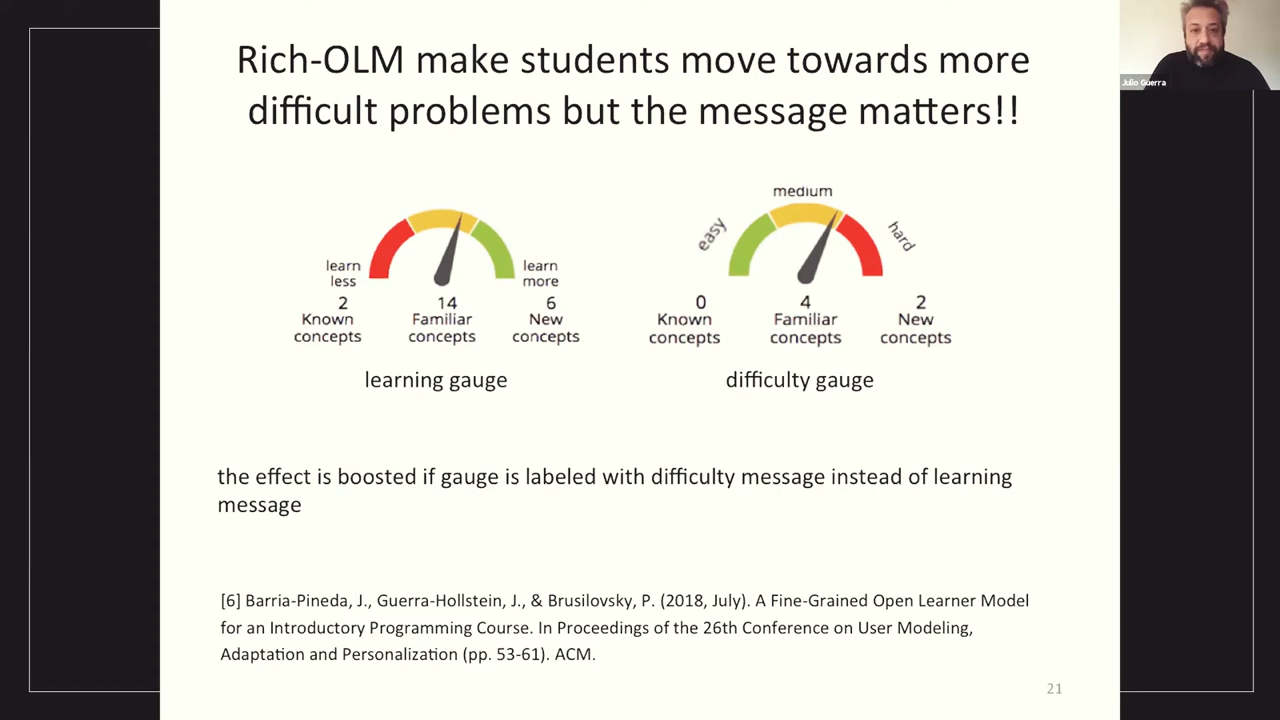 Rich-OLM make students move towards more
difficult problems but the message matters!!
Julio Guerra
learn
less
learn
more
2
Known
concepts
14
Familiar
concepts
6
New
concepts
learning gauge
easy
medium
hard
0
Known
concepts
4
Familiar
concepts
2
New
concepts
difficulty gauge
the effect is boosted if gauge is labeled with difficulty message instead of learning
message
[6] Barria-Pineda, J., Guerra-Hollstein, J., & Brusilovsky, P. (2018, July). A Fine-Grained Open Learner Model
for an Introductory Programming Course. In Proceedings of the 26th Conference on User Modeling,
Adaptation and Personalization (pp. 53-61). ACM.
21